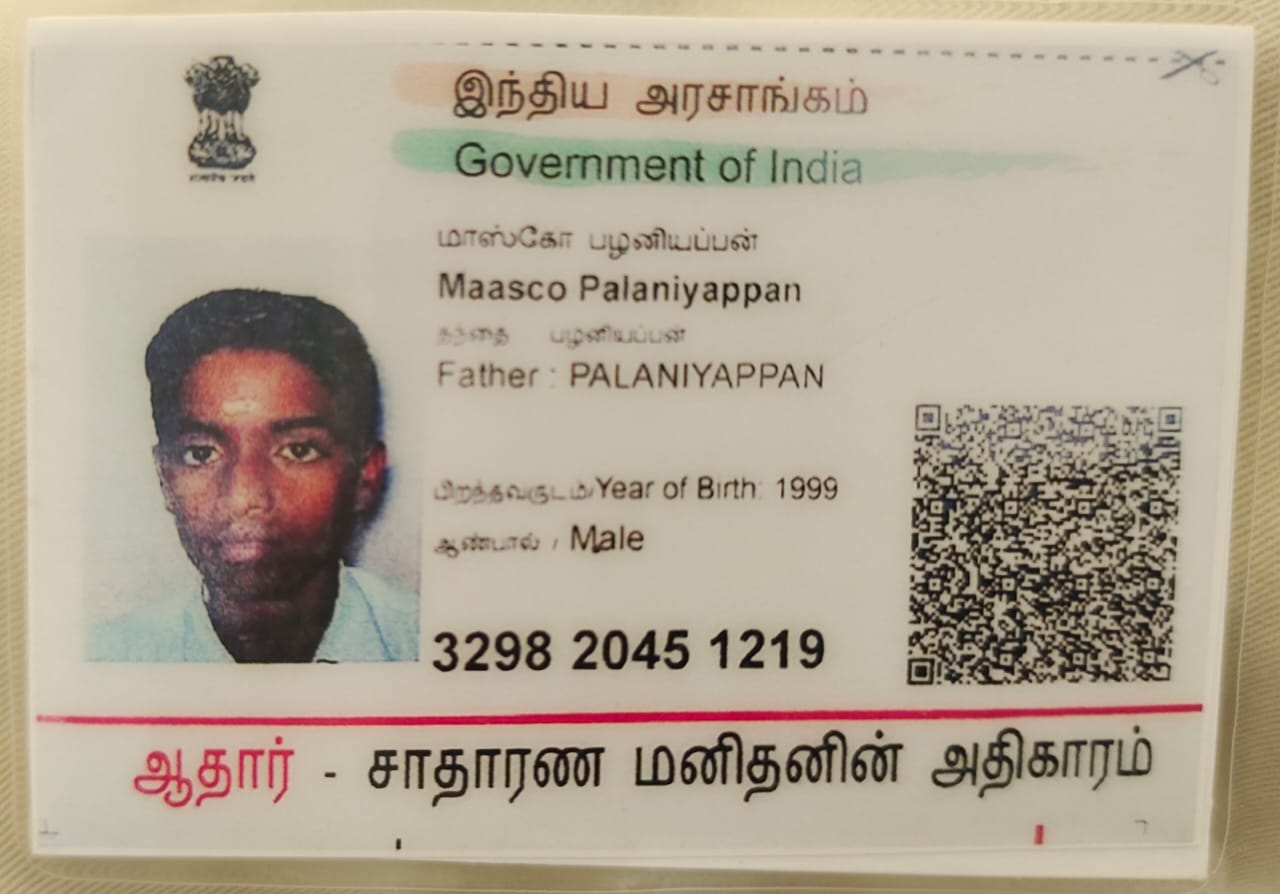 இந்திய அரசாங்கம்
Government of India
மாஸ்கோ பழனியப்பன்
Maasco Palaniyappan
தந்தை பழனியப்பன்
Father : PALANIYAPPAN
பிறந்தவருடம்/Year of Birth: 1999
ஆண்பால் / Male
3298 2045 1219
ஆதார் - சாதாரண மனிதனின் அதிகாரம்